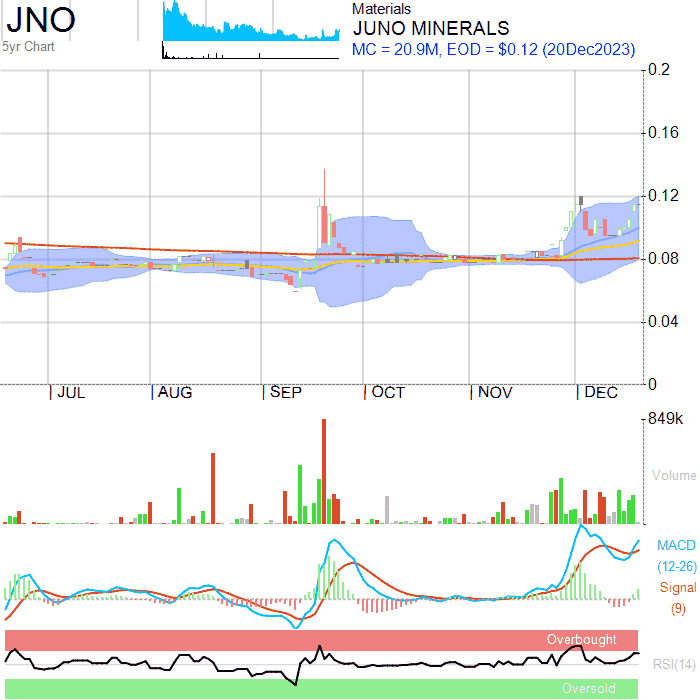 JNO
5yr Chart
Materials
JUNO MINERALS
MC = 20.9M, EOD = $0.12 (20Dec2023)
0.2
0.16
0.12
0.08
0.04
0
JUL AUG SEP OCT NOV DEC
849k
Volume
MACD
(12-26)
Signal
(9)
Overbought
RSI(14)
Oversold